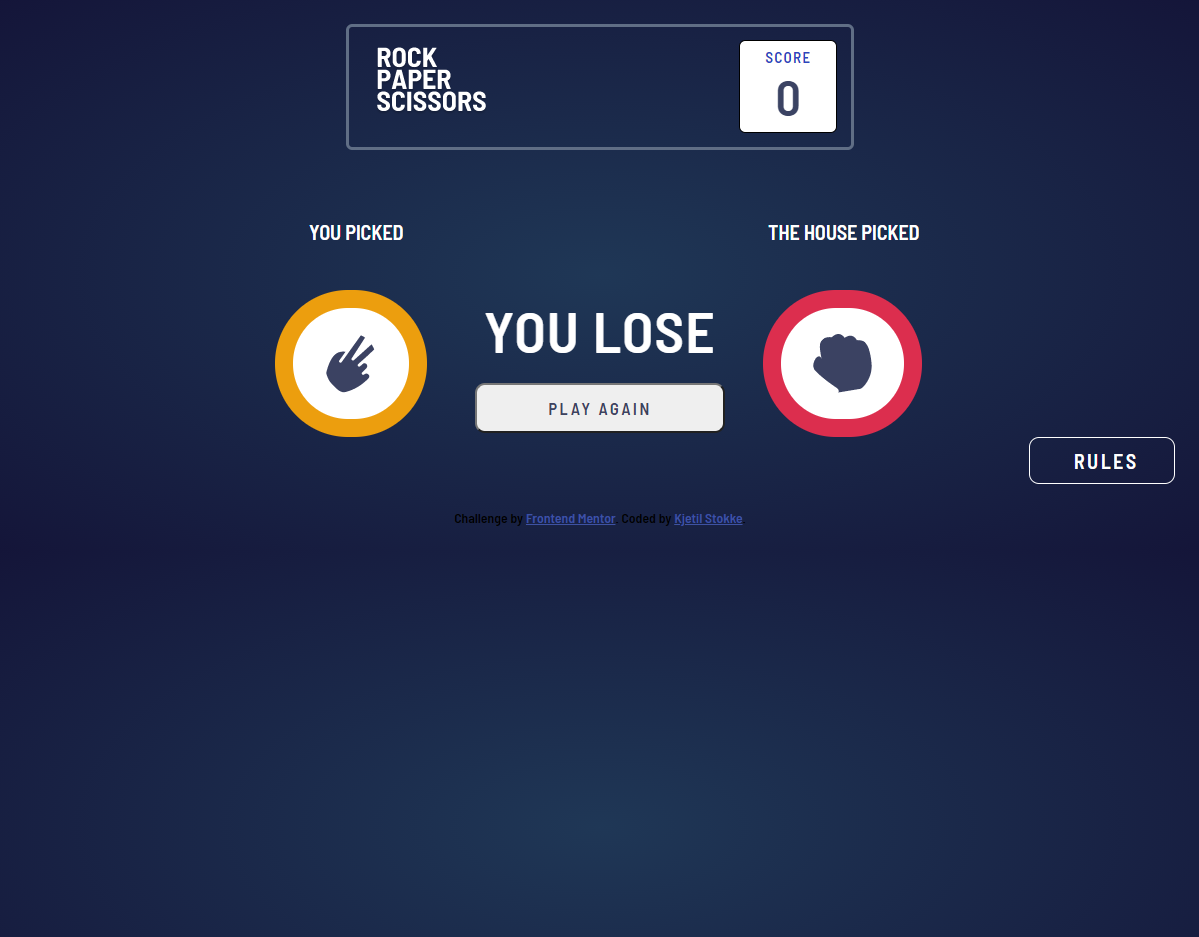 ROCK
PAPER
SCISSORS
SCORE
0
YOU PICKED
THE HOUSE PICKED
YOU LOSE
PLAY AGAIN
RULES
Challenge by Frontend Mentor. Coded by Kjetil Stokke.